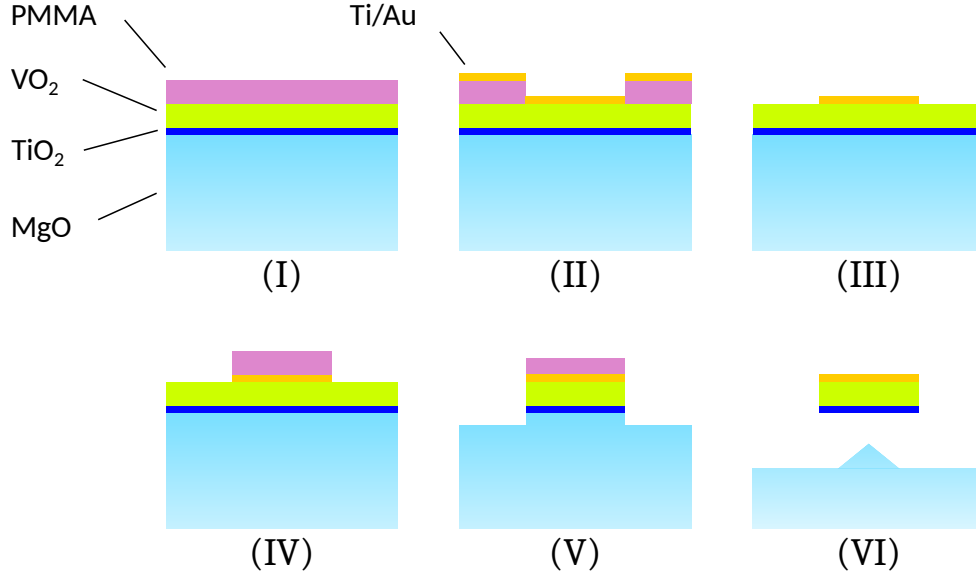 PMMA
VO₂
TiO₂
MgO
Ti/Au
(I)
(II)
(III)
(IV)
(V)
(VI)